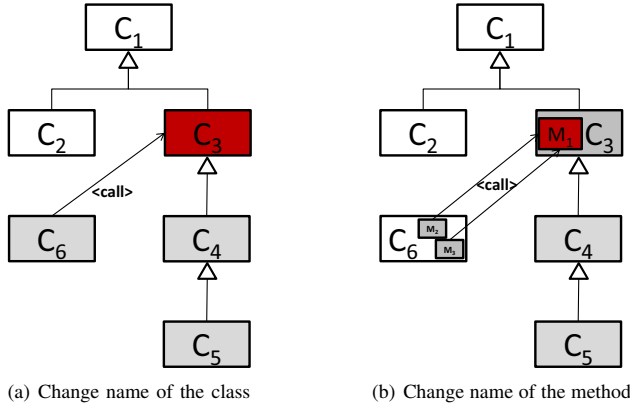 C1 C1
C2 C3 C2 M1 C3
<call> <call>
C6 C4 C6 M2 M3 C4
C5 C5
(a) Change name of the class (b) Change name of the method